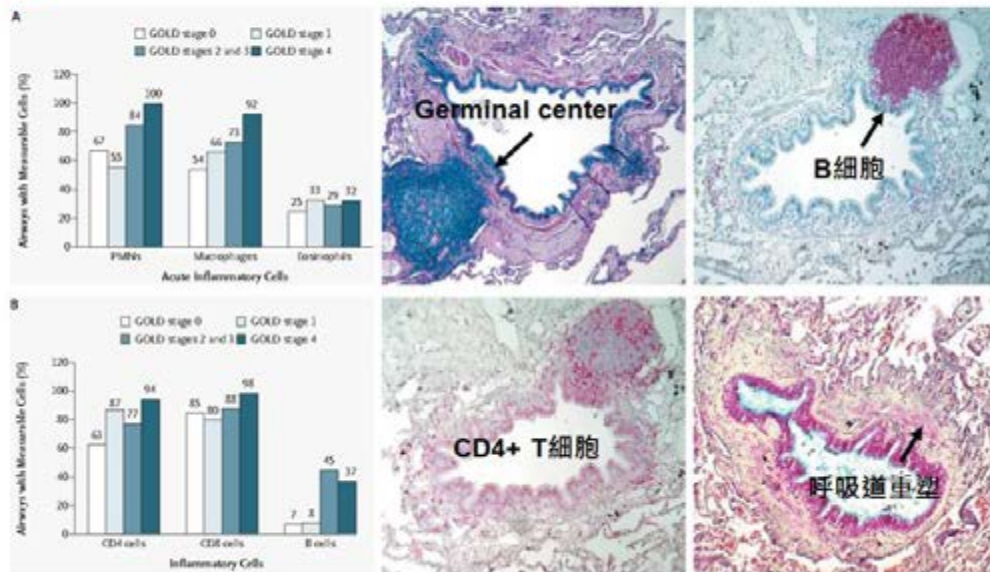 A
GOLD stage 0
GOLD stage 1
GOLD stages 2 and 3
GOLD stage 4
Airways with Measurable Cells (%)
120
100
80
60
40
20
0
67
55
84
100
54
66
73
92
25
33
29
32
PMNs
Macrophages
Eosinophils
Acute Inflammatory Cells
Germinal center
B細胞
B
GOLD stage 0
GOLD stage 1
GOLD stages 2 and 3
GOLD stage 4
Airways with Measurable Cells (%)
120
100
80
60
40
20
0
63
87
77
94
85
80
88
98
7
8
45
37
CD4 cells
CD8 cells
B cells
Inflammatory Cells
CD4+ T細胞
呼吸道重塑